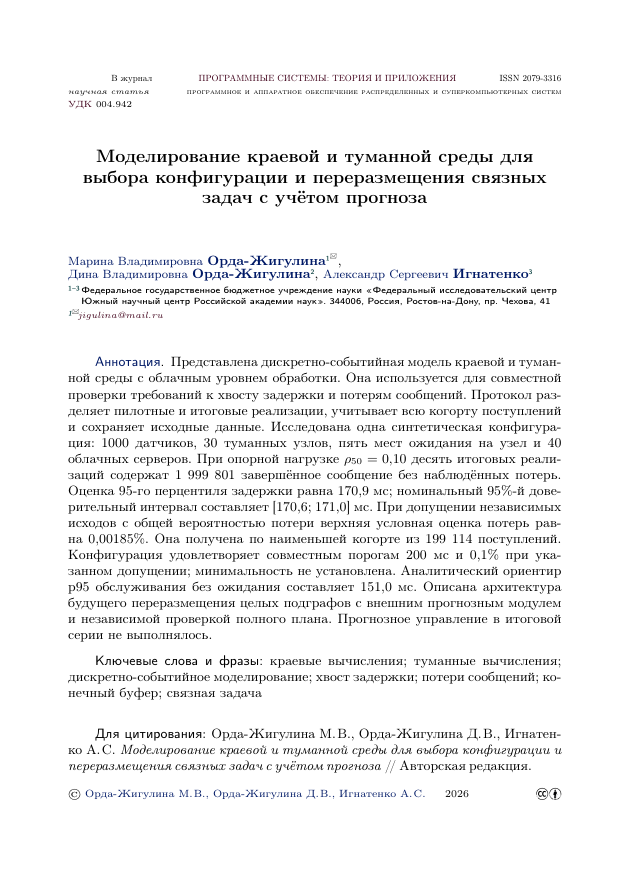 В журнал ПРОГРАММНЫЕ СИСТЕМЫ: ТЕОРИЯ И ПРИЛОЖЕНИЯ ISSN 2079-3316
научная статья ПРОГРАММНОЕ И АППАРАТНОЕ ОБЕСПЕЧЕНИЕ РАСПРЕДЕЛЕННЫХ И СУПЕРКОМПЬЮТЕРНЫХ СИСТЕМ
УДК 004.942
Моделирование краевой и туманной среды для
выбора конфигурации и переразмещения связных
задач с учётом прогноза
Марина Владимировна Орда-Жигулина¹✉,
Дина Владимировна Орда-Жигулина², Александр Сергеевич Игнатенко³
¹⁻³ Федеральное государственное бюджетное учреждение науки «Федеральный исследовательский центр
Южный научный центр Российской академии наук». 344006, Россия, Ростов-на-Дону, пр. Чехова, 41
¹✉ jigulina@mail.ru
Аннотация. Представлена дискретно-событийная модель краевой и туман-
ной среды с облачным уровнем обработки. Она используется для совместной
проверки требований к хвосту задержки и потерям сообщений. Протокол раз-
деляет пилотные и итоговые реализации, учитывает всю когорту поступлений
и сохраняет исходные данные. Исследована одна синтетическая конфигура-
ция: 1000 датчиков, 30 туманных узлов, пять мест ожидания на узел и 40
облачных серверов. При опорной нагрузке ρ₅₀ = 0,10 десять итоговых реали-
заций содержат 1 999 801 завершённое сообщение без наблюдённых потерь.
Оценка 95-го перцентиля задержки равна 170,9 мс; номинальный 95%-й дове-
рительный интервал составляет [170,6; 171,0] мс. При допущении независимых
исходов с общей вероятностью потери верхняя условная оценка потерь рав-
на 0,00185%. Она получена по наименьшей когорте из 199 114 поступлений.
Конфигурация удовлетворяет совместным порогам 200 мс и 0,1% при ука-
занном допущении; минимальность не установлена. Аналитический ориентир
p95 обслуживания без ожидания составляет 151,0 мс. Описана архитектура
будущего переразмещения целых подграфов с внешним прогнозным модулем
и независимой проверкой полного плана. Прогнозное управление в итоговой
серии не выполнялось.
Ключевые слова и фразы: краевые вычисления; туманные вычисления;
дискретно-событийное моделирование; хвост задержки; потери сообщений; ко-
нечный буфер; связная задача
Для цитирования: Орда-Жигулина М. В., Орда-Жигулина Д. В., Игнатен-
ко А. С. Моделирование краевой и туманной среды для выбора конфигурации и
переразмещения связных задач с учётом прогноза // Авторская редакция.
© Орда-Жигулина М. В., Орда-Жигулина Д. В., Игнатенко А. С. 2026